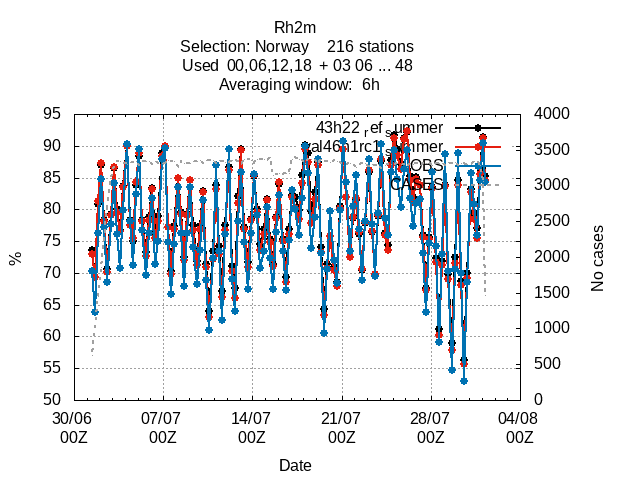 Rh2m
Selection: Norway    216 stations
Used  00,06,12,18  + 03 06 ... 48
Averaging window:  6h
95
90
85
80
75
70
65
60
55
50
%
4000
3500
3000
2500
2000
1500
1000
500
0
No cases
43h22_ref_summer
OBS
CASES
30/06 00Z
07/07 00Z
14/07 00Z
21/07 00Z
28/07 00Z
04/08 00Z
Date